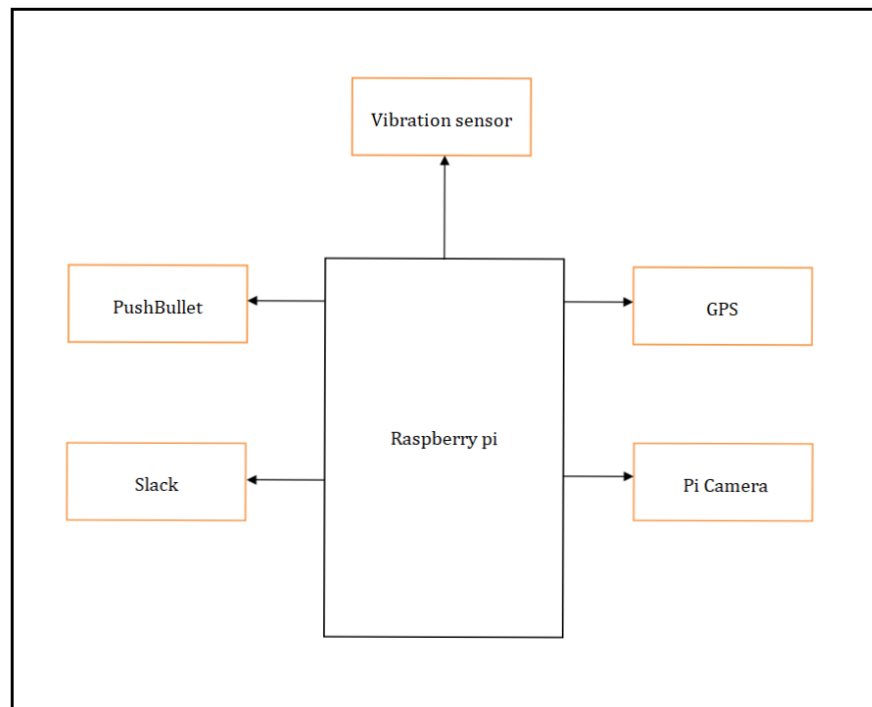 Vibration sensor
PushBullet
GPS
Raspberry pi
Slack
Pi Camera